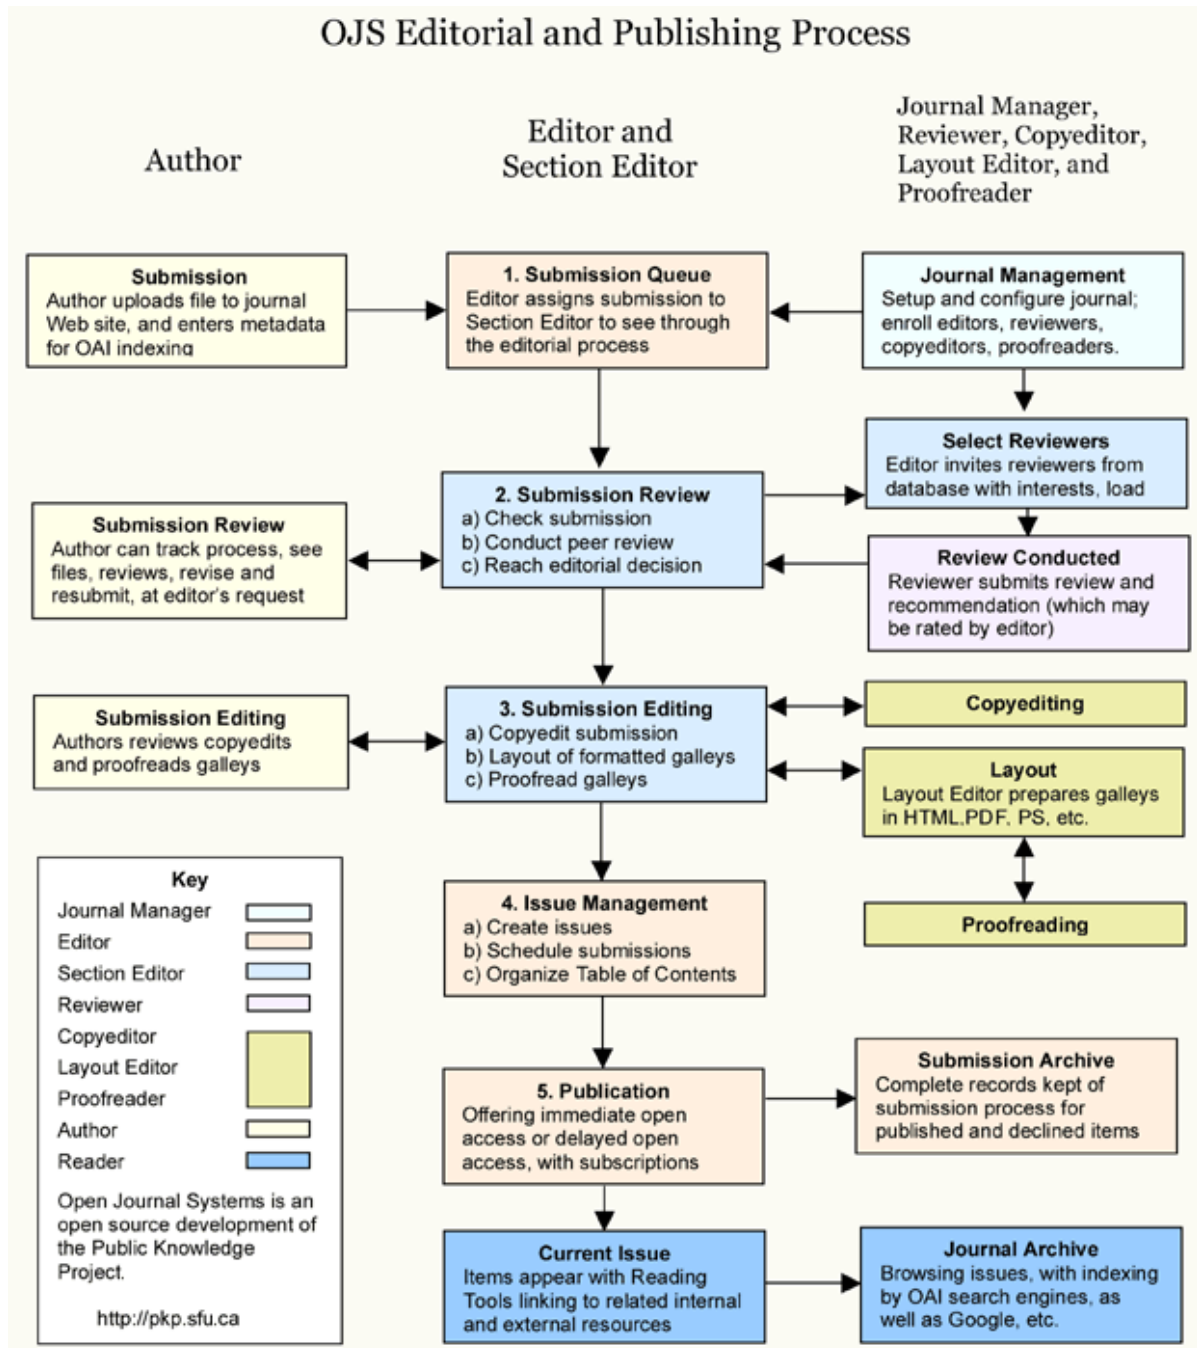 OJS Editorial and Publishing Process
Author
Editor and
Section Editor
Journal Manager,
Reviewer, Copyeditor,
Layout Editor, and
Proofreader
Submission
Author uploads file to journal
Web site, and enters metadata
for OAI indexing
1. Submission Queue
Editor assigns submission to
Section Editor to see through
the editorial process
Journal Management
Setup and configure journal;
enroll editors, reviewers,
copyeditors, proofreaders.
Select Reviewers
Editor invites reviewers from
database with interests, load
Submission Review
Author can track process, see
files, reviews, revise and
resubmit, at editor's request
2. Submission Review
a) Check submission
b) Conduct peer review
c) Reach editorial decision
Review Conducted
Reviewer submits review and
recommendation (which may
be rated by editor)
Submission Editing
Authors reviews copyedits
and proofreads galleys
3. Submission Editing
a) Copyedit submission
b) Layout of formatted galleys
c) Proofread galleys
Copyediting
Layout
Layout Editor prepares galleys
in HTML,PDF, PS, etc.
Proofreading
4. Issue Management
a) Create issues
b) Schedule submissions
c) Organize Table of Contents
5. Publication
Offering immediate open
access or delayed open
access, with subscriptions
Submission Archive
Complete records kept of
submission process for
published and declined items
Current Issue
Items appear with Reading
Tools linking to related internal
and external resources
Journal Archive
Browsing issues, with indexing
by OAI search engines, as
well as Google, etc.
Key
Journal Manager
Editor
Section Editor
Reviewer
Copyeditor
Layout Editor
Proofreader
Author
Reader
Open Journal Systems is an
open source development of
the Public Knowledge
Project.
http://pkp.sfu.ca